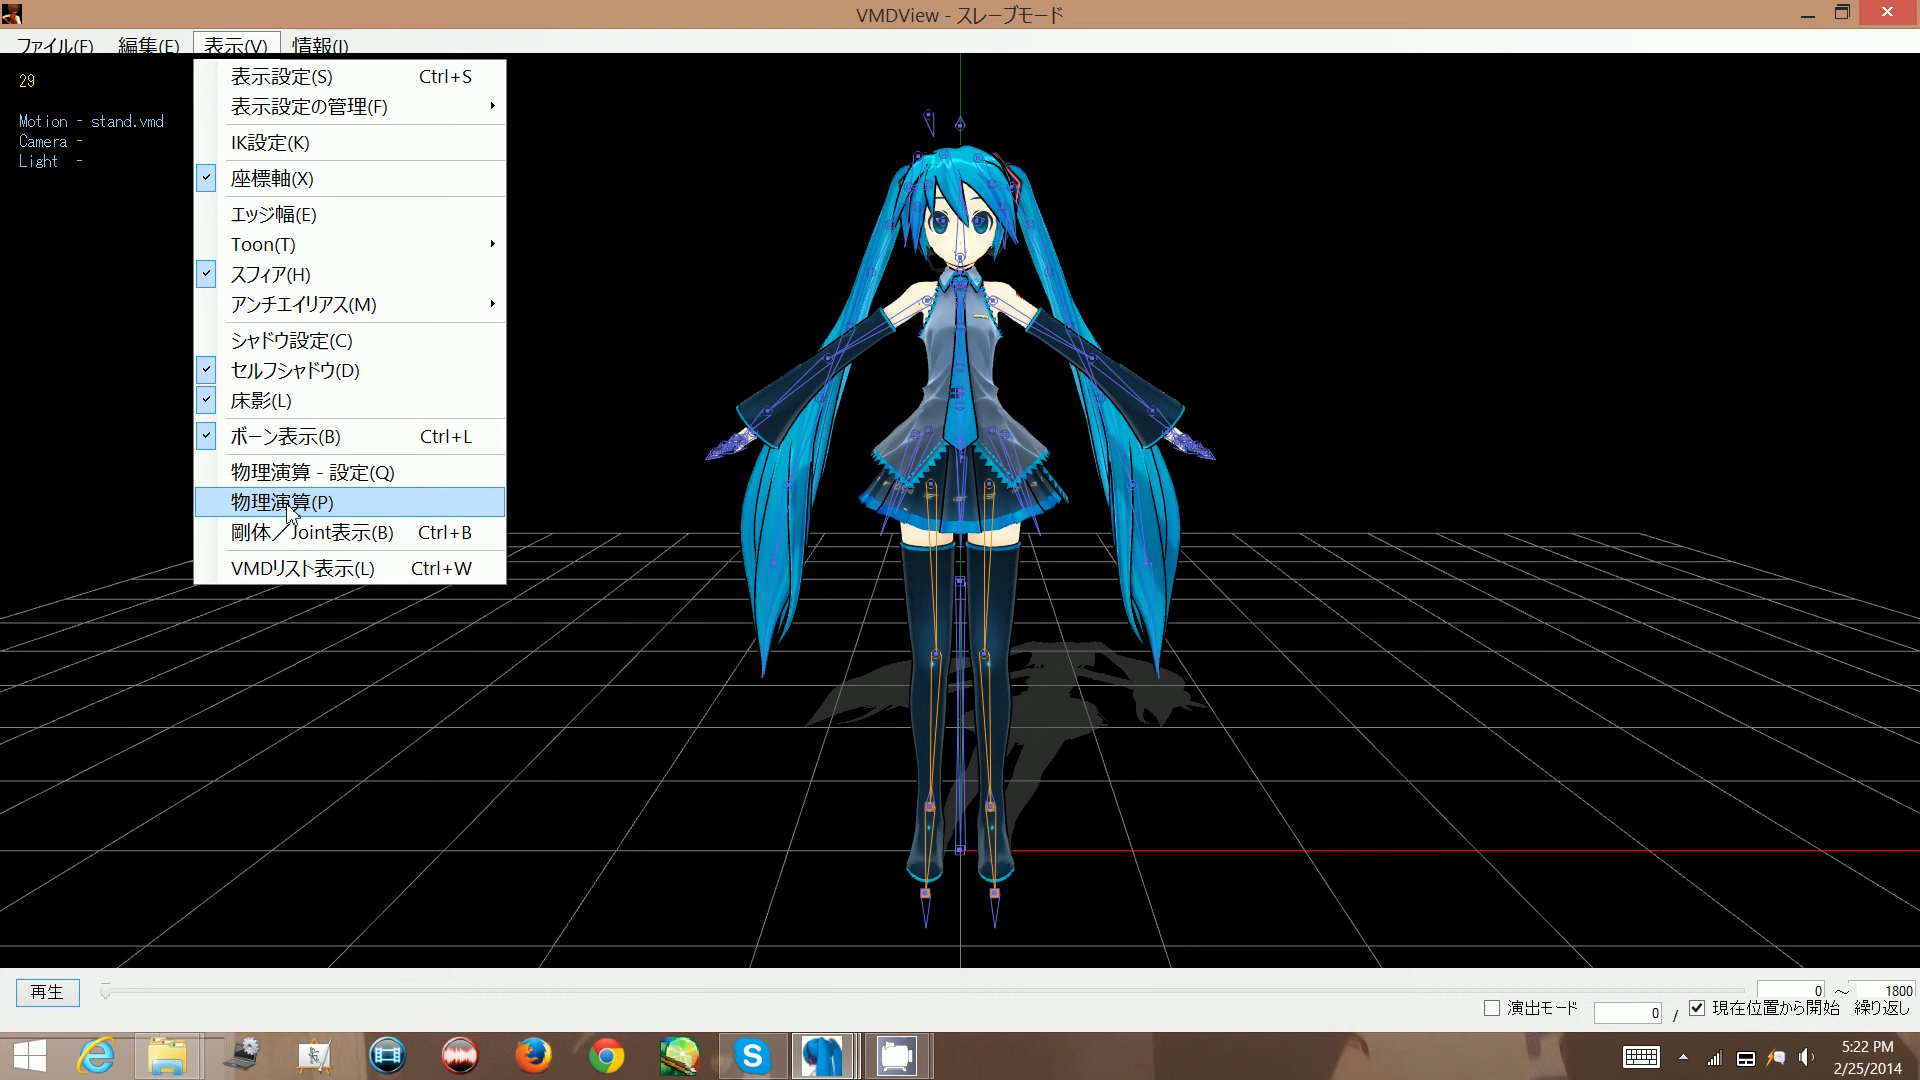 VMDView - スレーブモード
ファイル(F) 編集(E) 表示(V) 情報(I)
29
Motion - stand.vmd
Camera -
Light -
表示設定(S) Ctrl+S
表示設定の管理(F)
IK設定(K)
座標軸(X)
エッジ幅(E)
Toon(T)
スフィア(H)
アンチエイリアス(M)
シャドウ設定(C)
セルフシャドウ(D)
床影(L)
ボーン表示(B) Ctrl+L
物理演算 - 設定(Q)
物理演算(P)
剛体／Joint表示(B) Ctrl+B
VMDリスト表示(L) Ctrl+W
再生
0 ～ 1800
演出モード 0 / 現在位置から開始 繰り返し
5:22 PM
2/25/2014